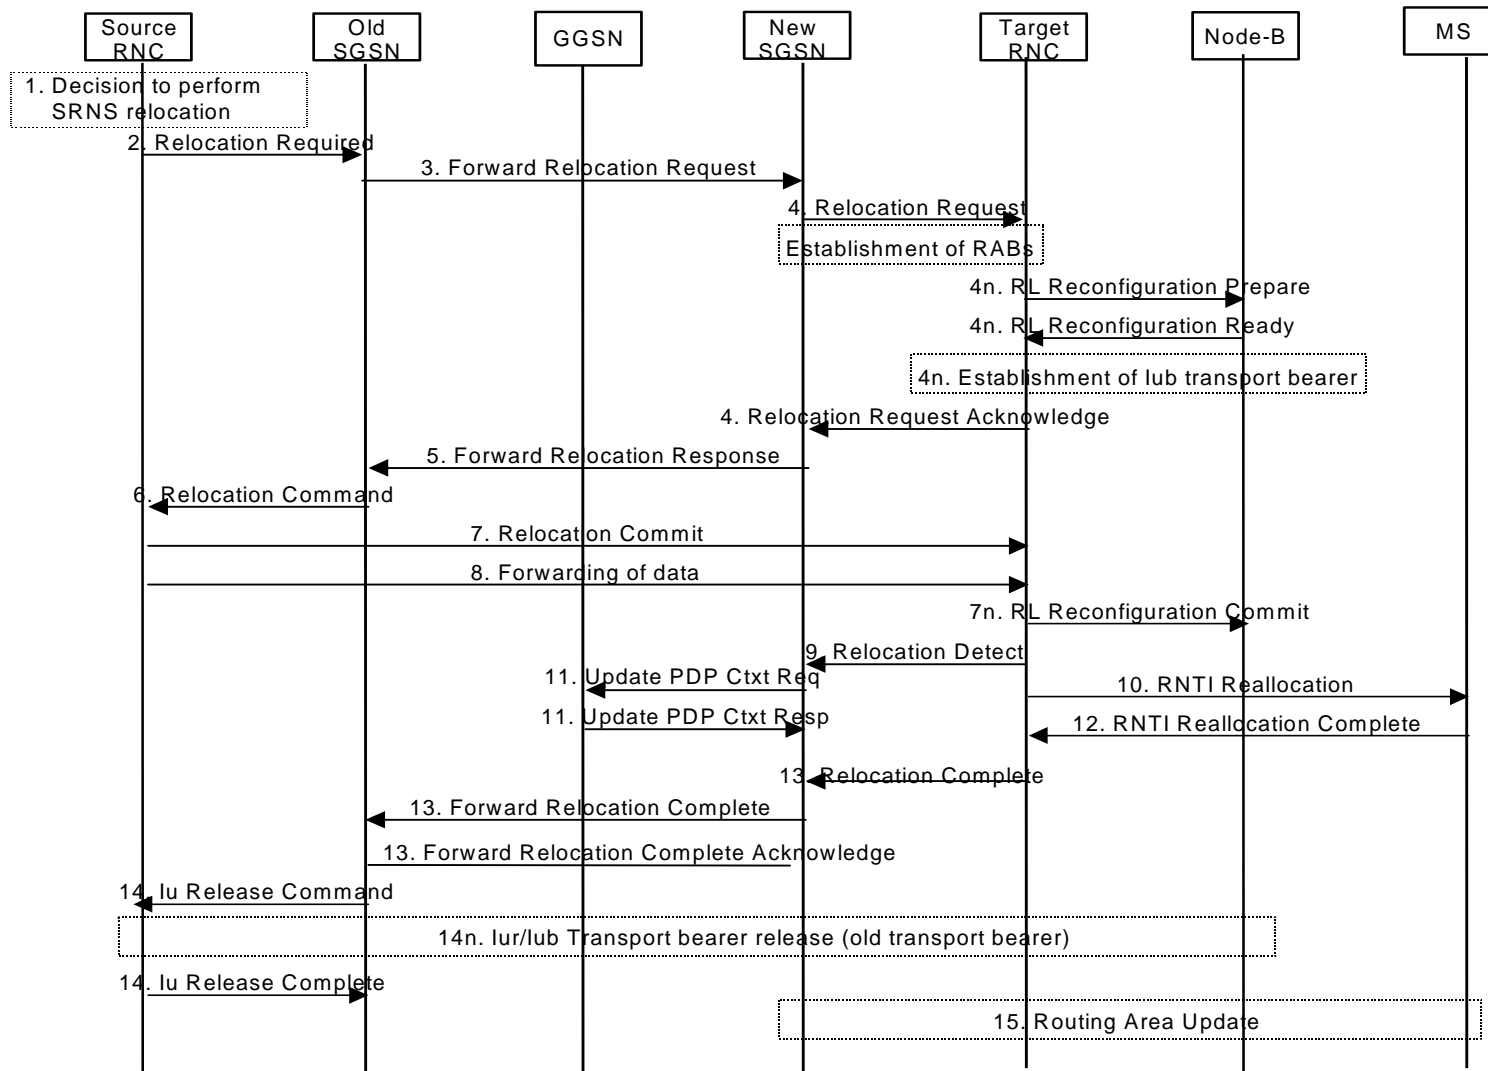 Source
RNC
Old
SGSN
GGSN
New
SGSN
Target
RNC
Node-B
MS
1. Decision to perform
SRNS relocation
2. Relocation Required
3. Forward Relocation Request
4. Relocation Request
Establishment of RABs
4n. RL Reconfiguration Prepare
4n. RL Reconfiguration Ready
4n. Establishment of Iub transport bearer
4. Relocation Request Acknowledge
5. Forward Relocation Response
6. Relocation Command
7. Relocation Commit
8. Forwarding of data
7n. RL Reconfiguration Commit
9. Relocation Detect
11. Update PDP Ctxt Req
10. RNTI Reallocation
11. Update PDP Ctxt Resp
12. RNTI Reallocation Complete
13. Relocation Complete
13. Forward Relocation Complete
13. Forward Relocation Complete Acknowledge
14. Iu Release Command
14n. Iur/Iub Transport bearer release (old transport bearer)
14. Iu Release Complete
15. Routing Area Update